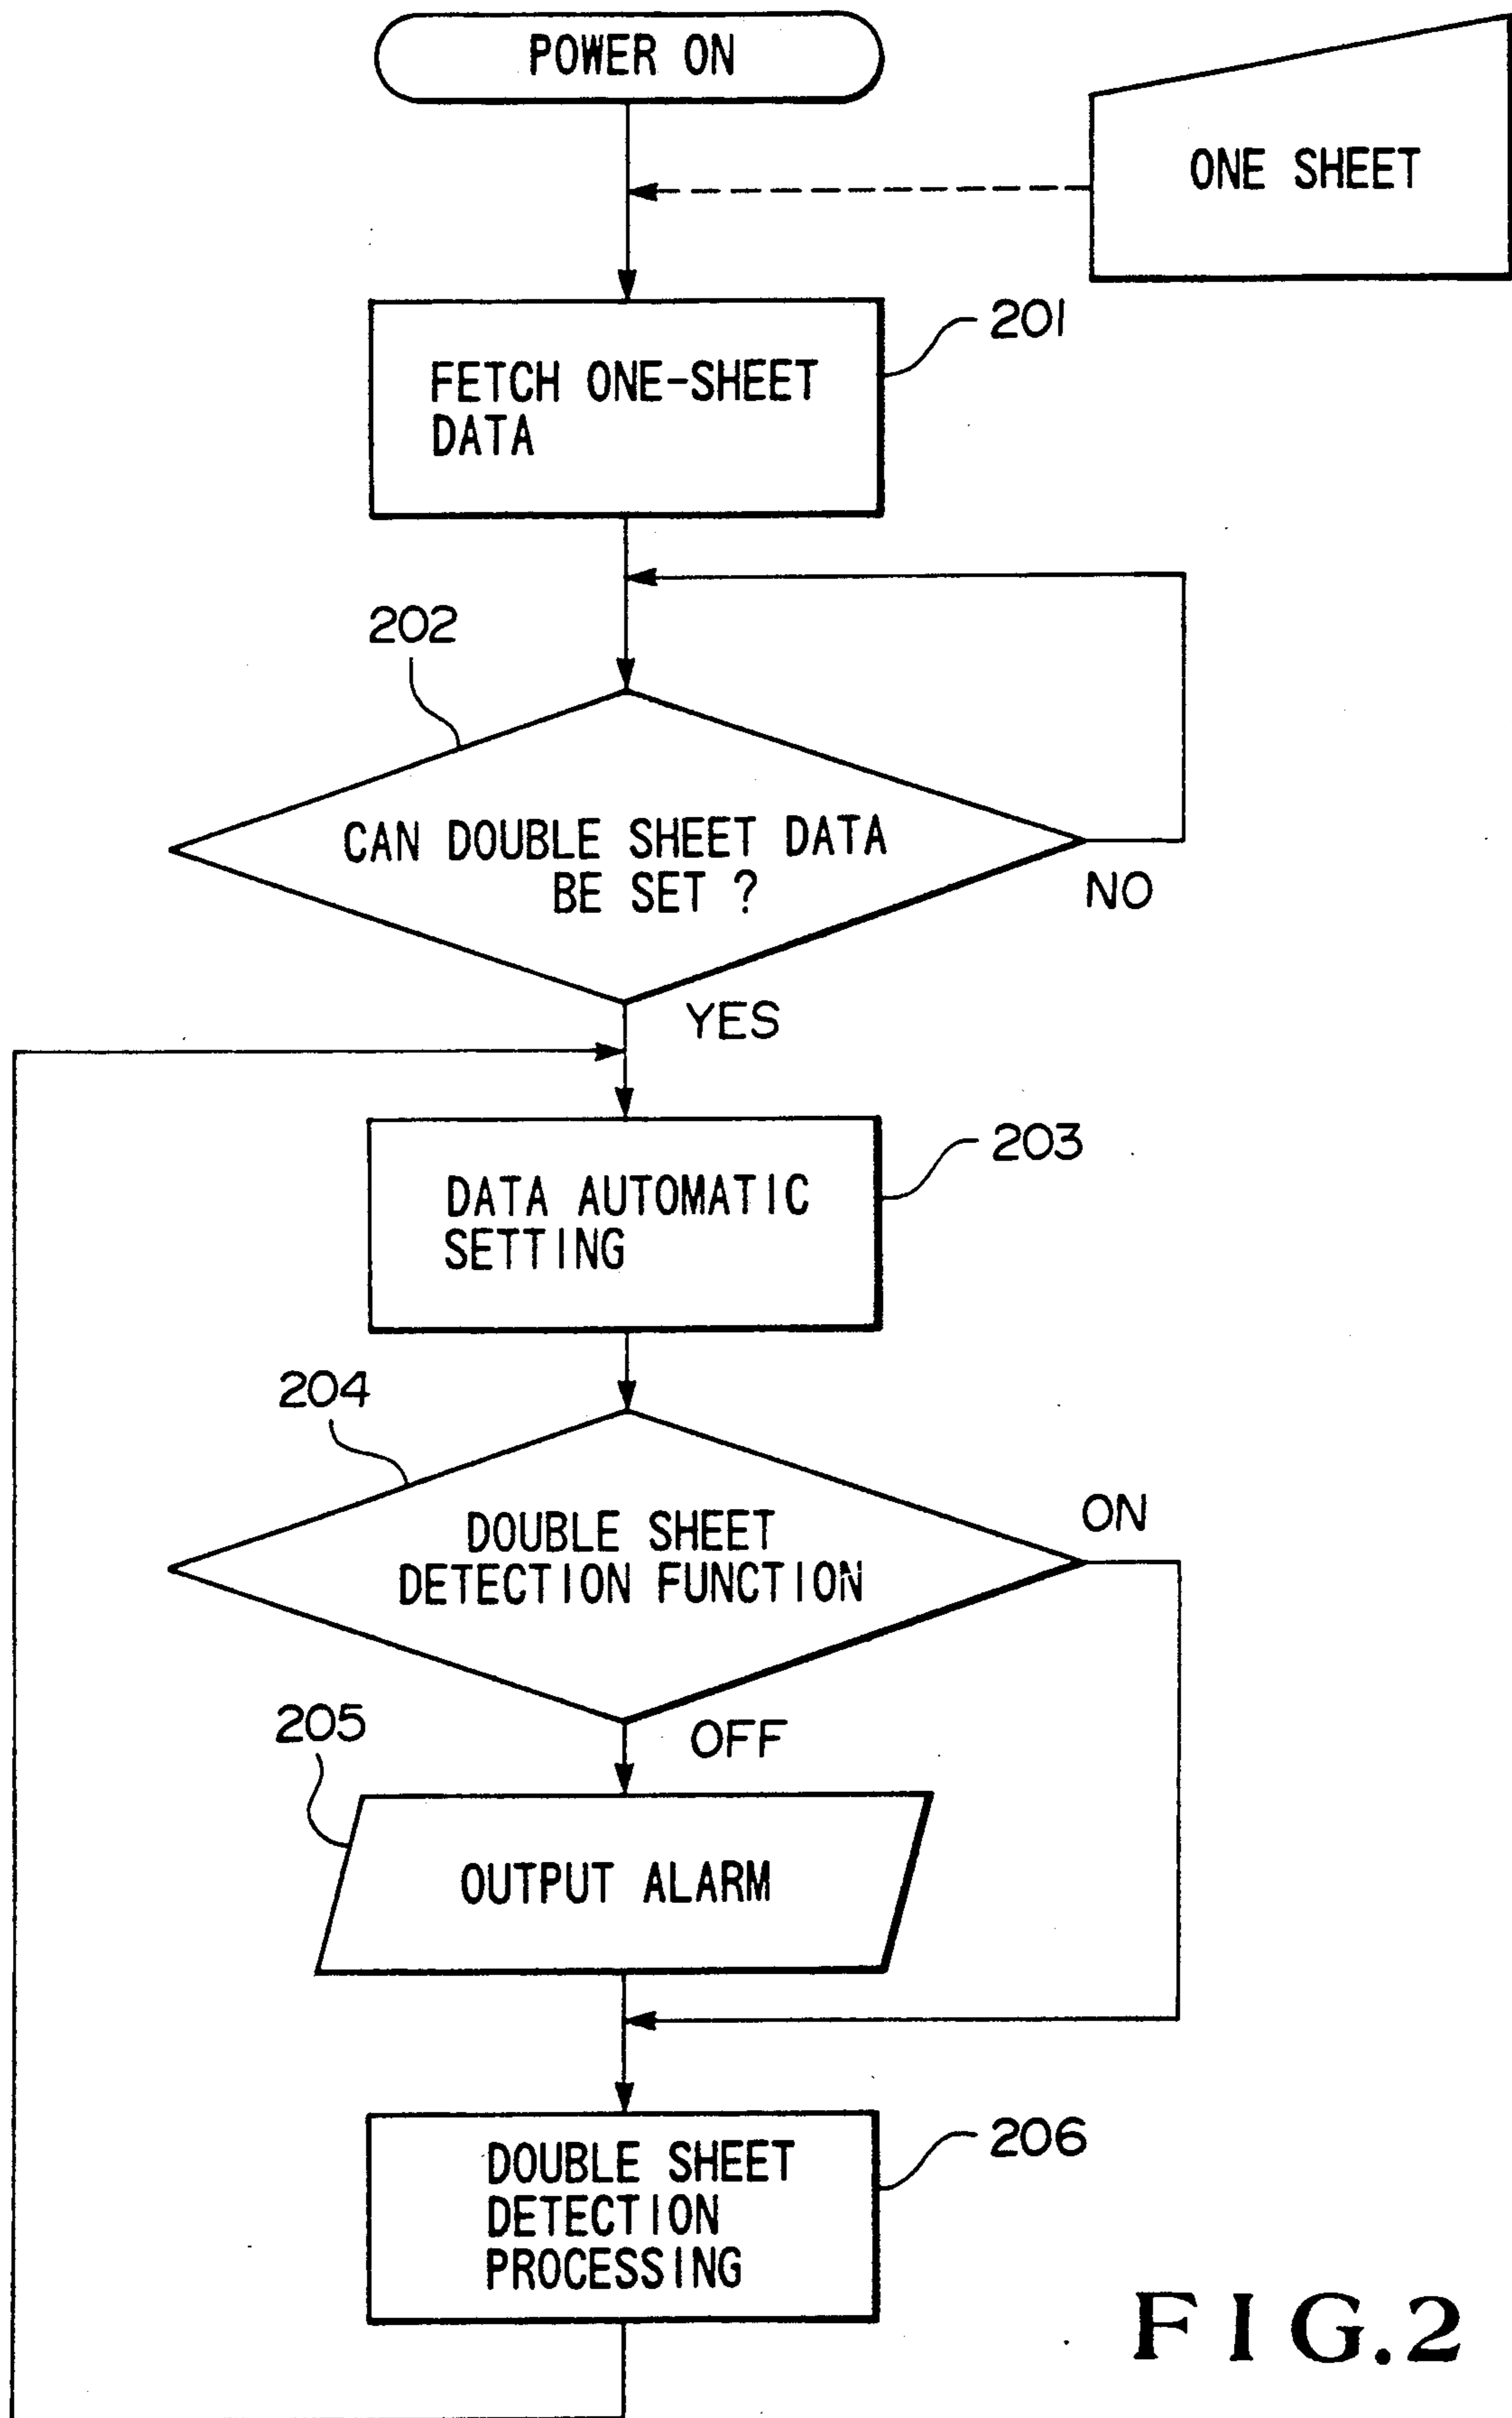 POWER ON
ONE SHEET
201
FETCH ONE-SHEET
DATA
202
CAN DOUBLE SHEET DATA
BE SET ?
NO
YES
203
DATA AUTOMATIC
SETTING
204
DOUBLE SHEET
DETECTION FUNCTION
ON
OFF
205
OUTPUT ALARM
206
DOUBLE SHEET
DETECTION
PROCESSING
FIG.2